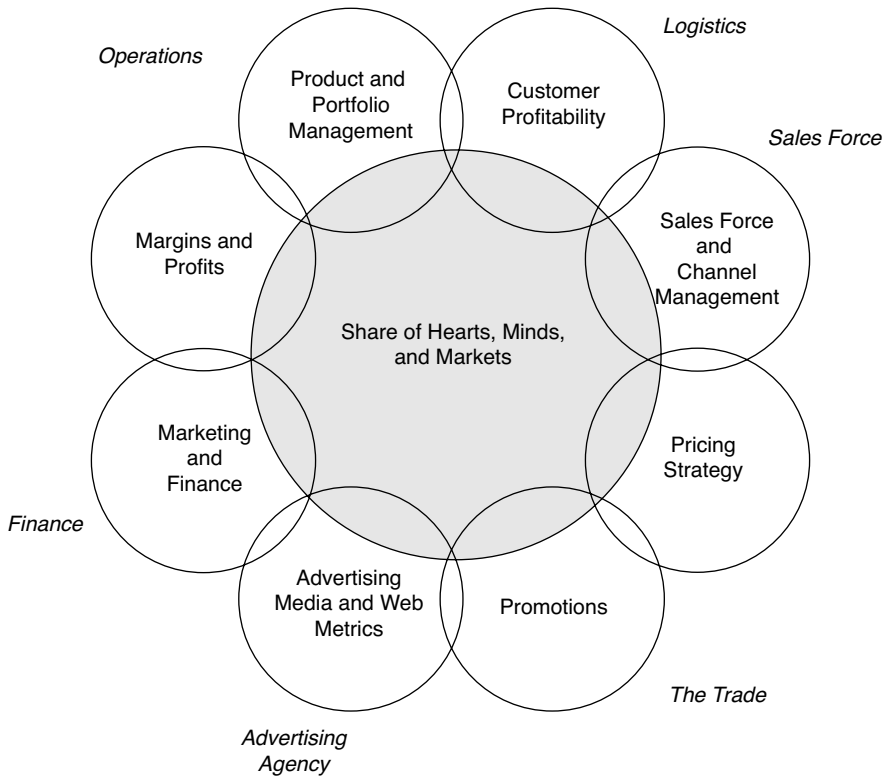 Logistics
Operations
Product and
Portfolio
Management
Customer
Profitability
Sales Force
Margins and
Profits
Sales Force
and
Channel
Management
Share of Hearts, Minds,
and Markets
Marketing
and
Finance
Pricing
Strategy
Finance
Advertising
Media and Web
Metrics
Promotions
The Trade
Advertising
Agency